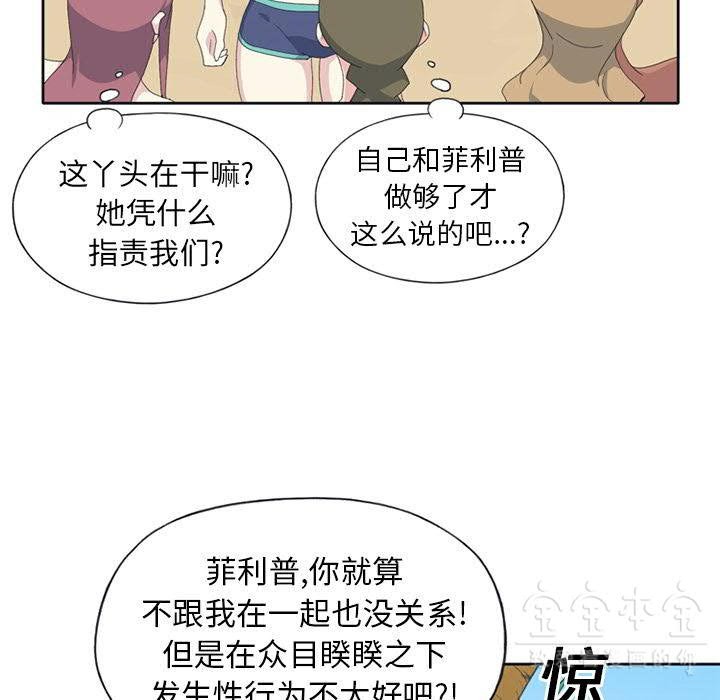 这丫头在干嘛?
她凭什么
指责我们?
自己和菲利普
做够了才
这么说的吧...?
菲利普,你就算
不跟我在一起也没关系!
但是在众目睽睽之下
发生性行为不太好吧?!
惊